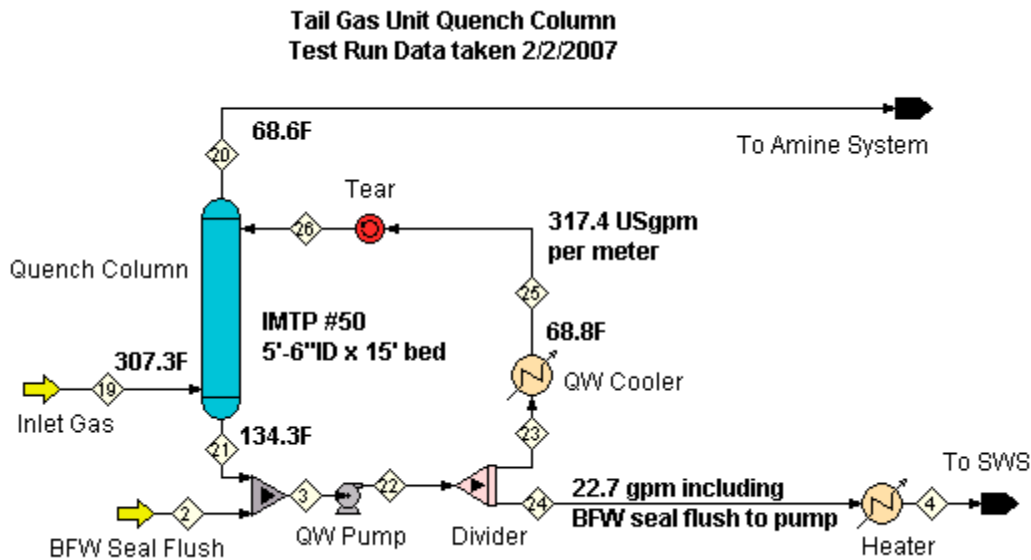 Tail Gas Unit Quench Column
Test Run Data taken 2/2/2007
68.6F
20
To Amine System
Tear
26
317.4 USgpm
per meter
Quench Column
25
IMTP #50
5'-6"ID x 15' bed
68.8F
307.3F
19
QW Cooler
Inlet Gas
134.3F
21
23
To SWS
22.7 gpm including
BFW seal flush to pump
2
3
22
24
4
BFW Seal Flush
QW Pump
Divider
Heater